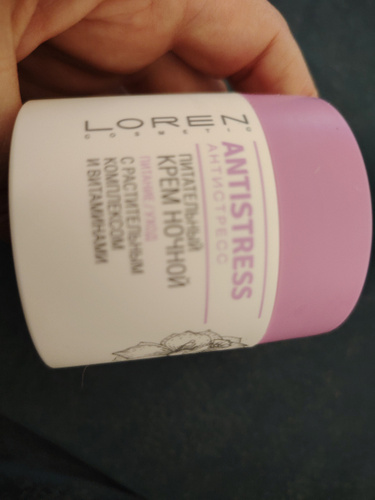 LOREN
COSMETIC
ANTISTRESS
АНТИСТРЕСС
ПИТАТЕЛЬНЫЙ
КРЕМ НОЧНОЙ
ПИТАНИЕ / УХОД
С РАСТИТЕЛЬНЫМ
КОМПЛЕКСОМ
И ВИТАМИНАМИ